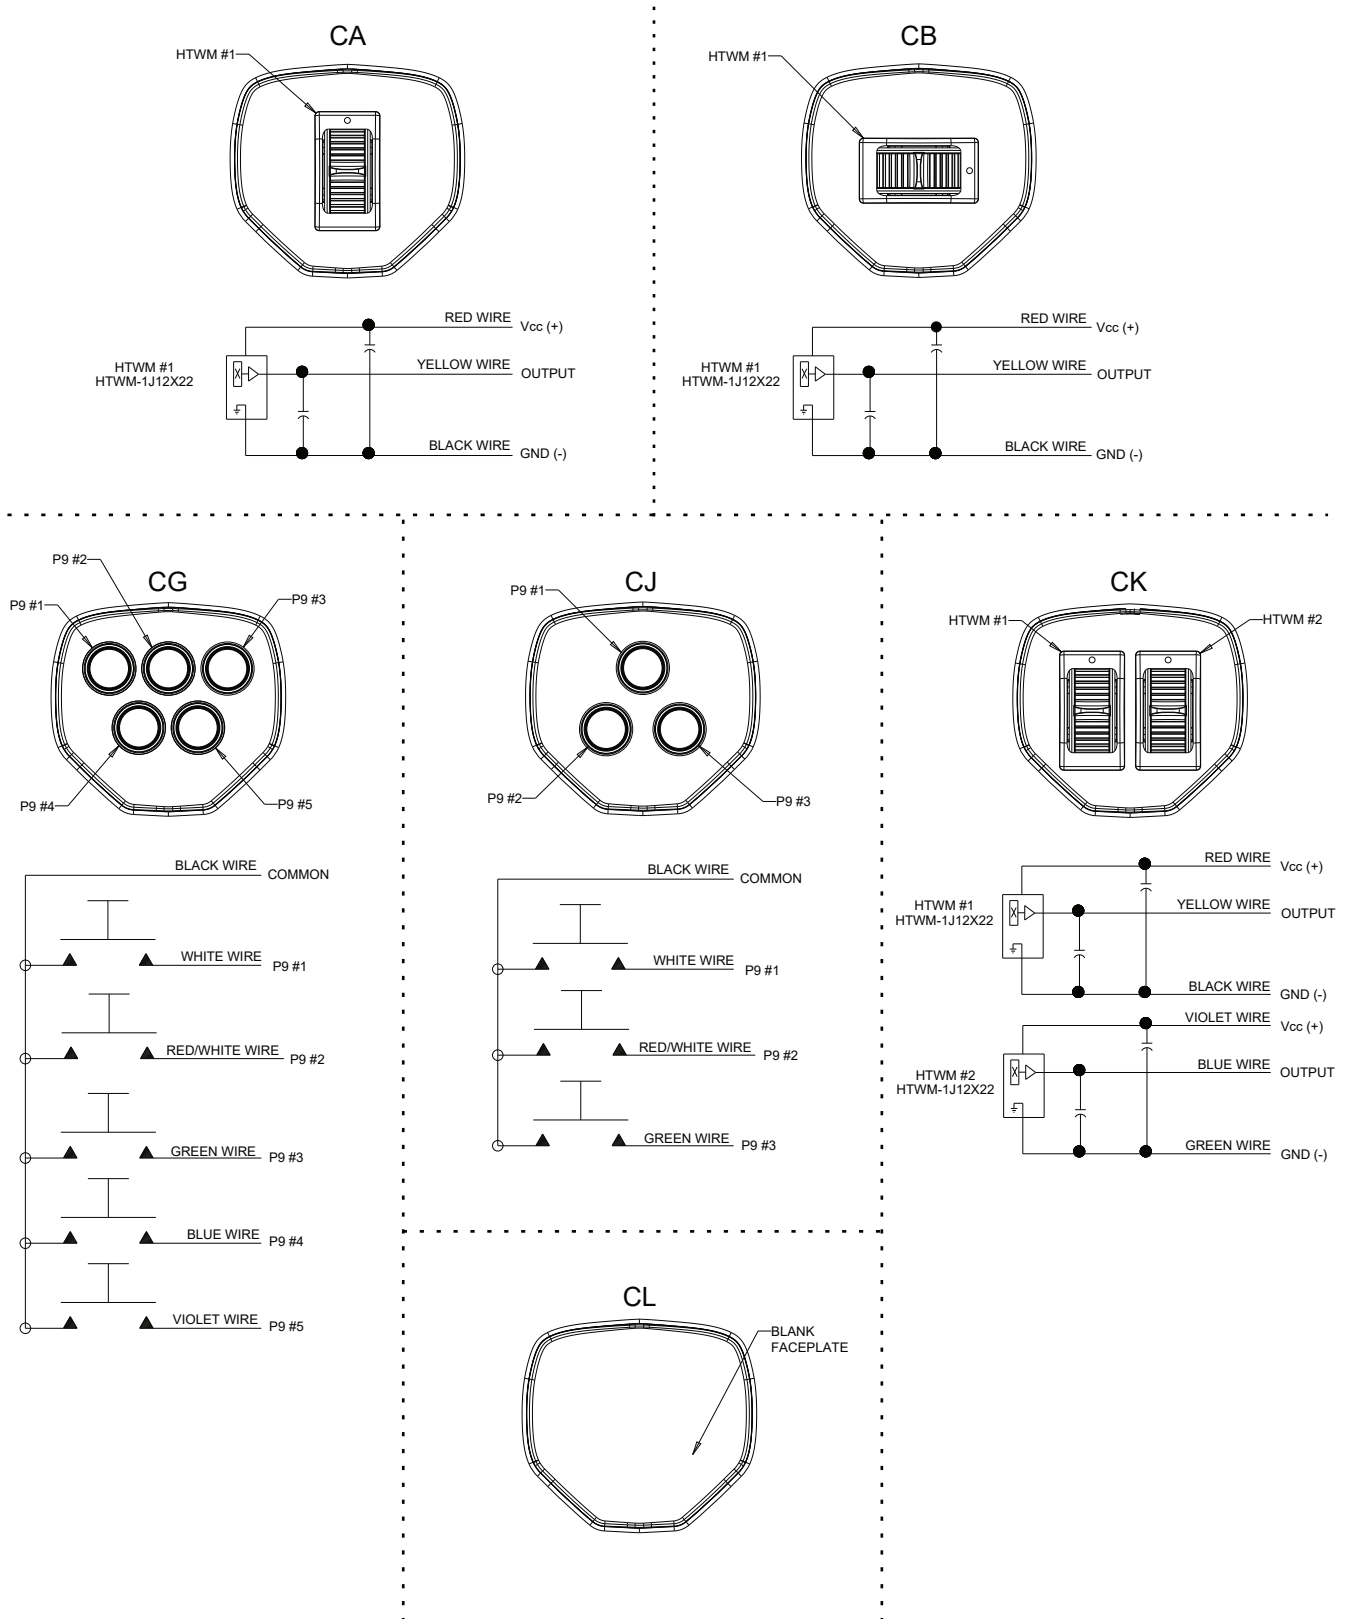 CA
HTWM #1
RED WIRE
Vcc (+)
HTWM #1
HTWM-1J12X22
YELLOW WIRE
OUTPUT
BLACK WIRE
GND (-)
CB
HTWM #1
RED WIRE
Vcc (+)
HTWM #1
HTWM-1J12X22
YELLOW WIRE
OUTPUT
BLACK WIRE
GND (-)
CG
P9 #2
P9 #1
P9 #3
P9 #4
P9 #5
BLACK WIRE
COMMON
WHITE WIRE
P9 #1
RED/WHITE WIRE
P9 #2
GREEN WIRE
P9 #3
BLUE WIRE
P9 #4
VIOLET WIRE
P9 #5
CJ
P9 #1
P9 #2
P9 #3
BLACK WIRE
COMMON
WHITE WIRE
P9 #1
RED/WHITE WIRE
P9 #2
GREEN WIRE
P9 #3
CK
HTWM #1
HTWM #2
RED WIRE
Vcc (+)
HTWM #1
HTWM-1J12X22
YELLOW WIRE
OUTPUT
BLACK WIRE
GND (-)
VIOLET WIRE
Vcc (+)
HTWM #2
HTWM-1J12X22
BLUE WIRE
OUTPUT
GREEN WIRE
GND (-)
CL
BLANK
FACEPLATE